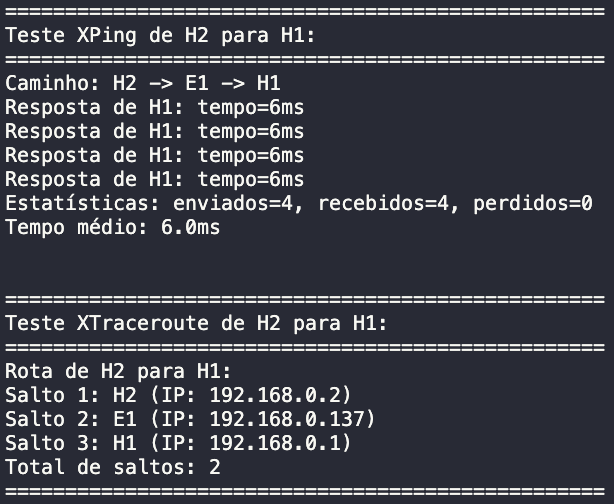 ==================================================
Teste XPing de H2 para H1:
==================================================
Caminho: H2 -> E1 -> H1
Resposta de H1: tempo=6ms
Resposta de H1: tempo=6ms
Resposta de H1: tempo=6ms
Resposta de H1: tempo=6ms
Estatísticas: enviados=4, recebidos=4, perdidos=0
Tempo médio: 6.0ms
==================================================
Teste XTraceroute de H2 para H1:
==================================================
Rota de H2 para H1:
Salto 1: H2 (IP: 192.168.0.2)
Salto 2: E1 (IP: 192.168.0.137)
Salto 3: H1 (IP: 192.168.0.1)
Total de saltos: 2
==================================================